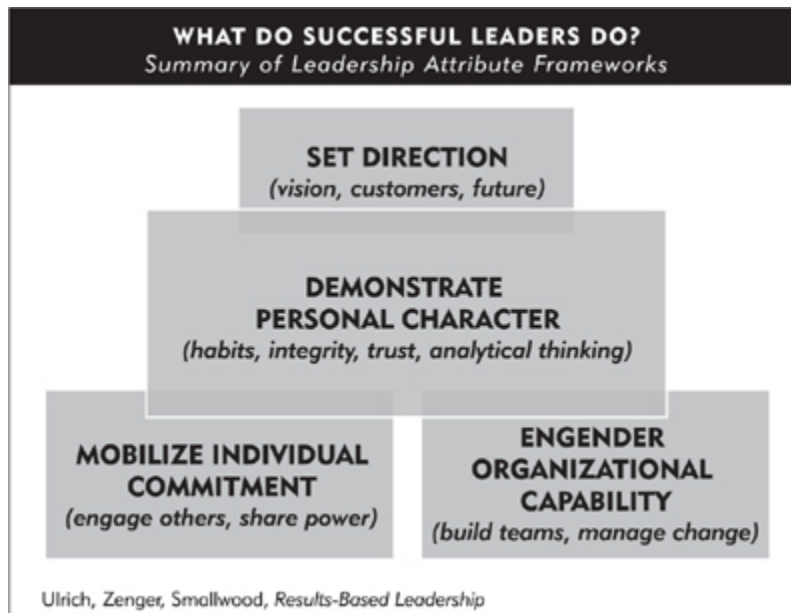 WHAT DO SUCCESSFUL LEADERS DO?
Summary of Leadership Attribute Frameworks
SET DIRECTION
(vision, customers, future)
DEMONSTRATE
PERSONAL CHARACTER
(habits, integrity, trust, analytical thinking)
MOBILIZE INDIVIDUAL
COMMITMENT
(engage others, share power)
ENGENDER
ORGANIZATIONAL
CAPABILITY
(build teams, manage change)
Ulrich, Zenger, Smallwood, Results-Based Leadership